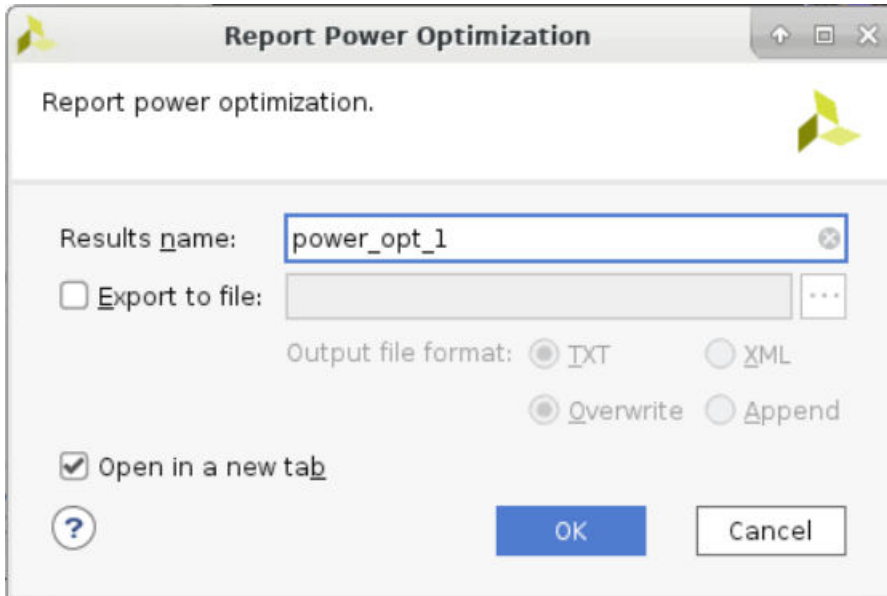 Report Power Optimization
Report power optimization.
Results name: power_opt_1
Export to file: ...
Output file format: TXT XML
Overwrite Append
Open in a new tab
? OK Cancel